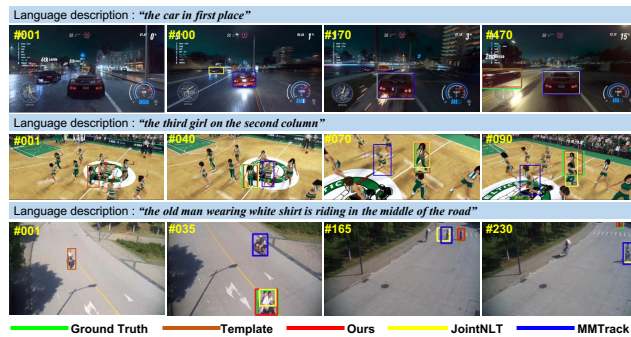 Language description : “the car in first place”
#001 #100 #170 #470
Language description : “the third girl on the second column”
#001 #040 #070 #090
Language description : “the old man wearing white shirt is riding in the middle of the road”
#001 #035 #165 #230
Ground Truth Template Ours JointNLT MMTrack